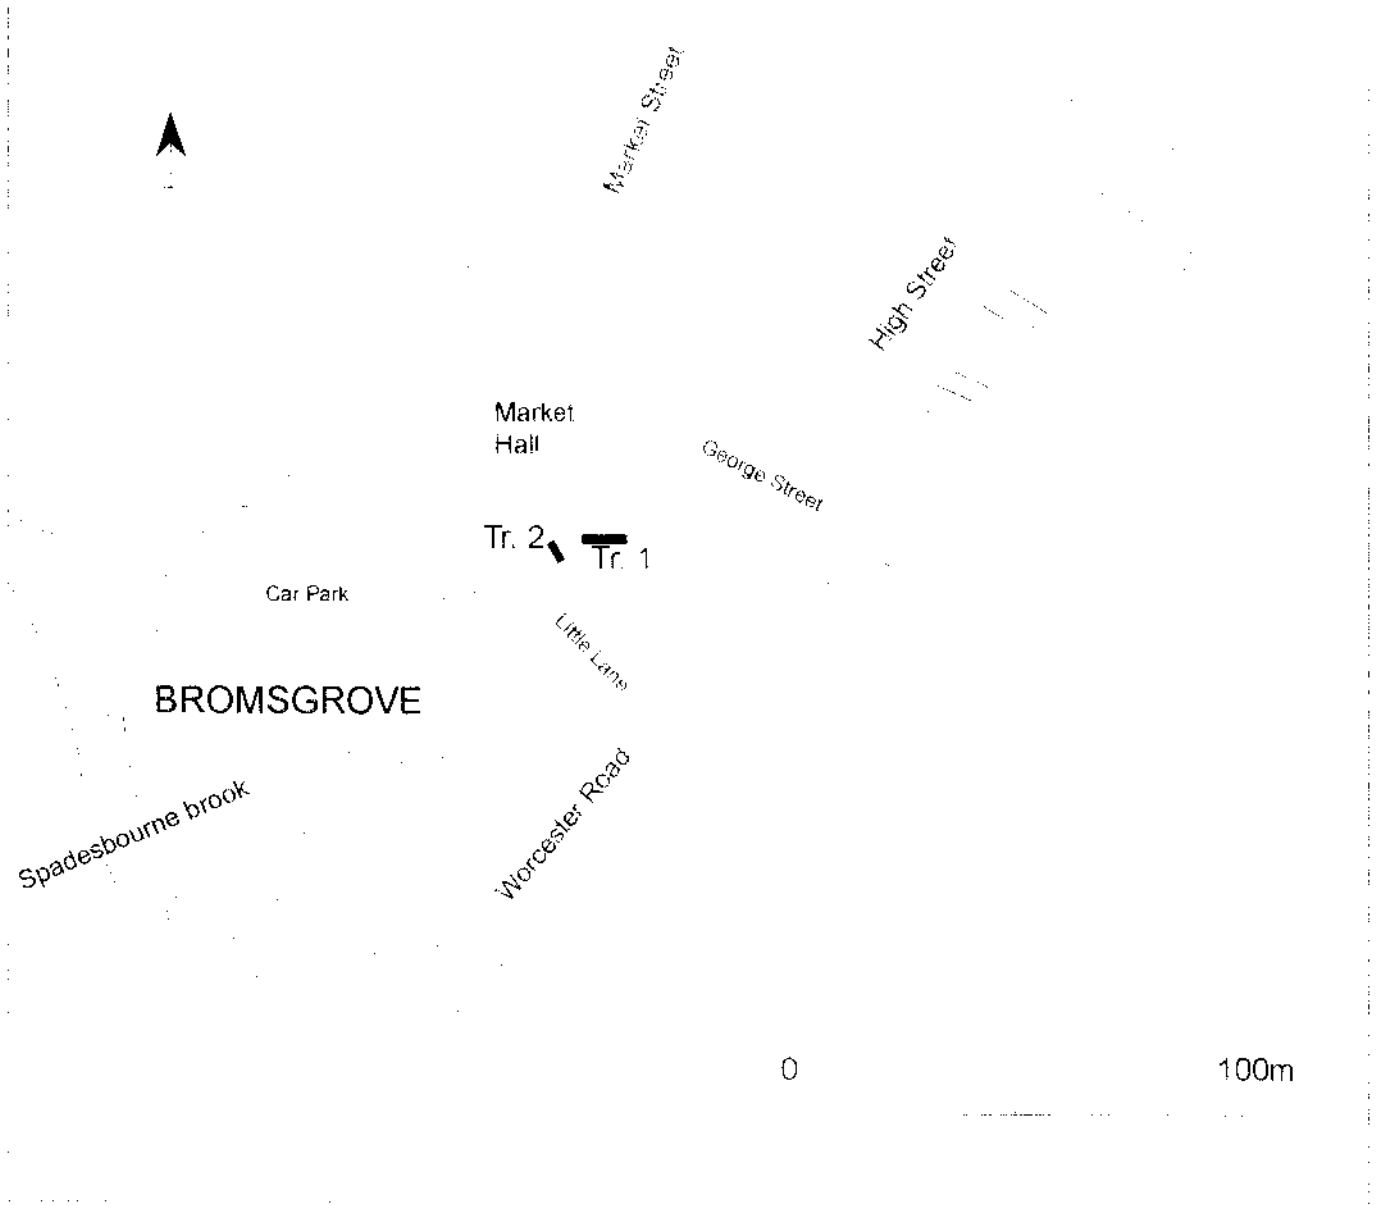 Market Street
High Street
Market
Hall
George Street
Tr. 2
Tr. 1
Car Park
Little Lane
BROMSGROVE
Worcester Road
Spadesbourne brook
0
100m